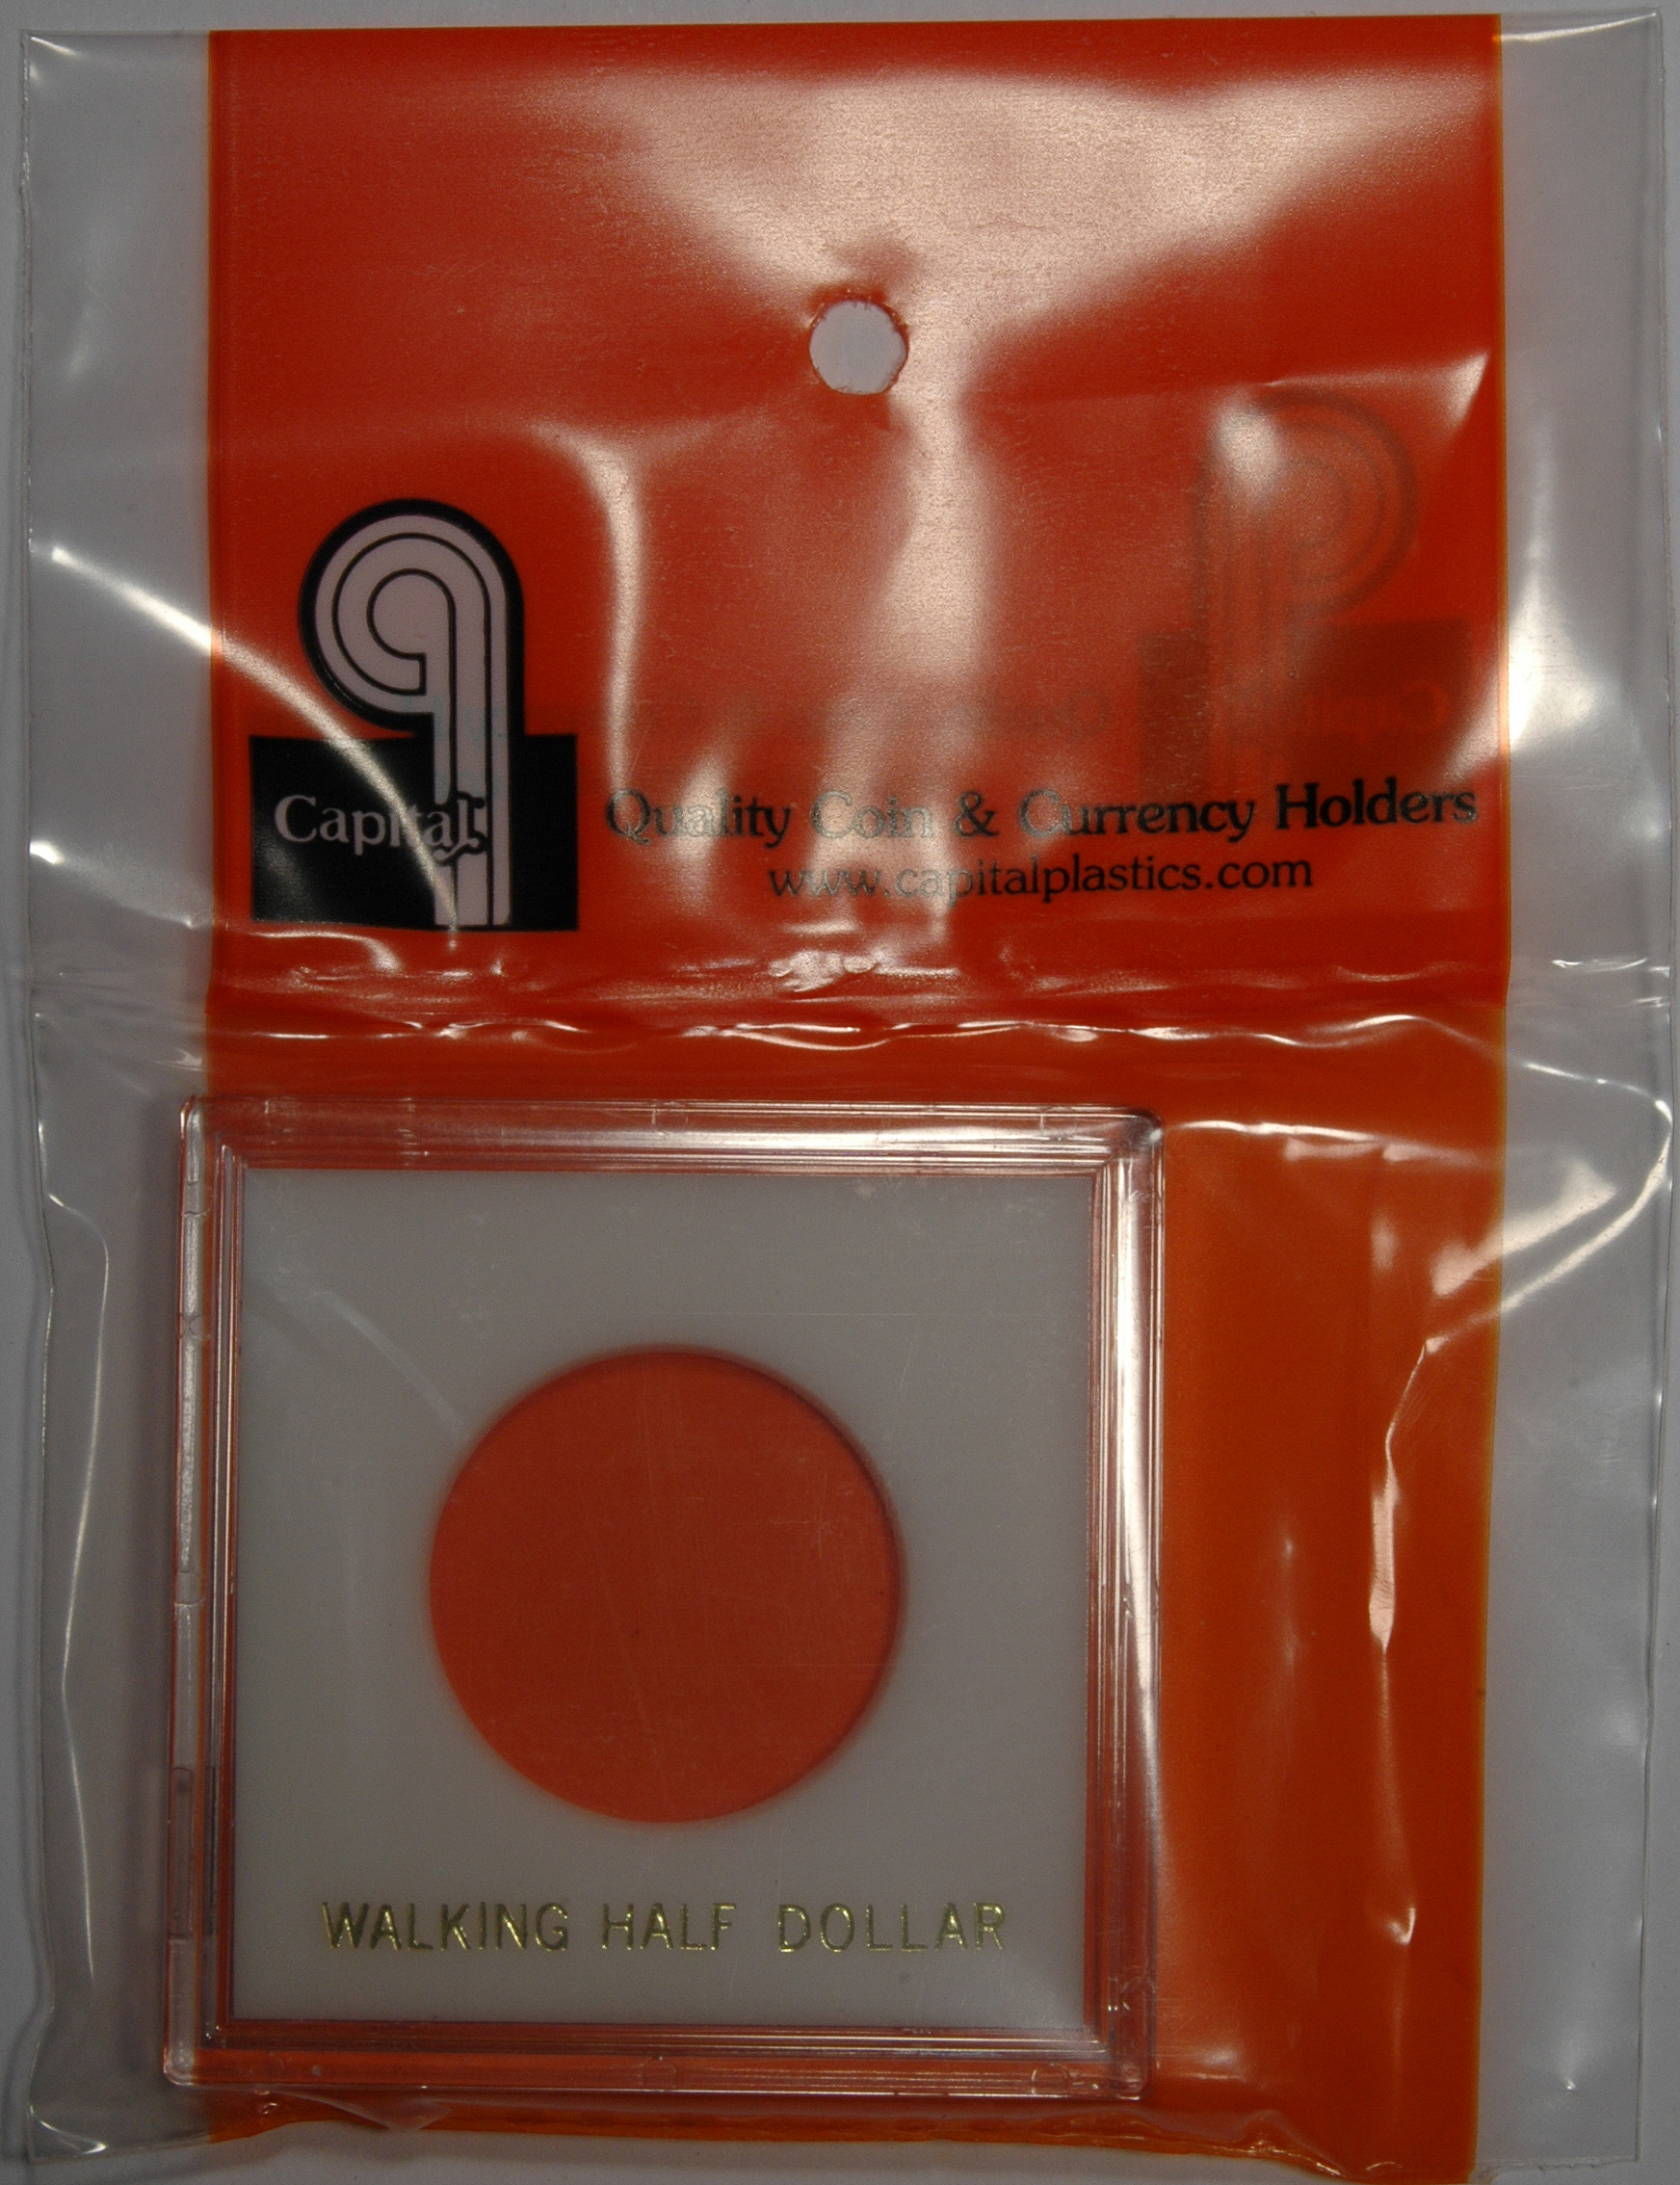 Capital
Quality Coin & Currency Holders
www.capitalplastics.com
WALKING HALF DOLLAR